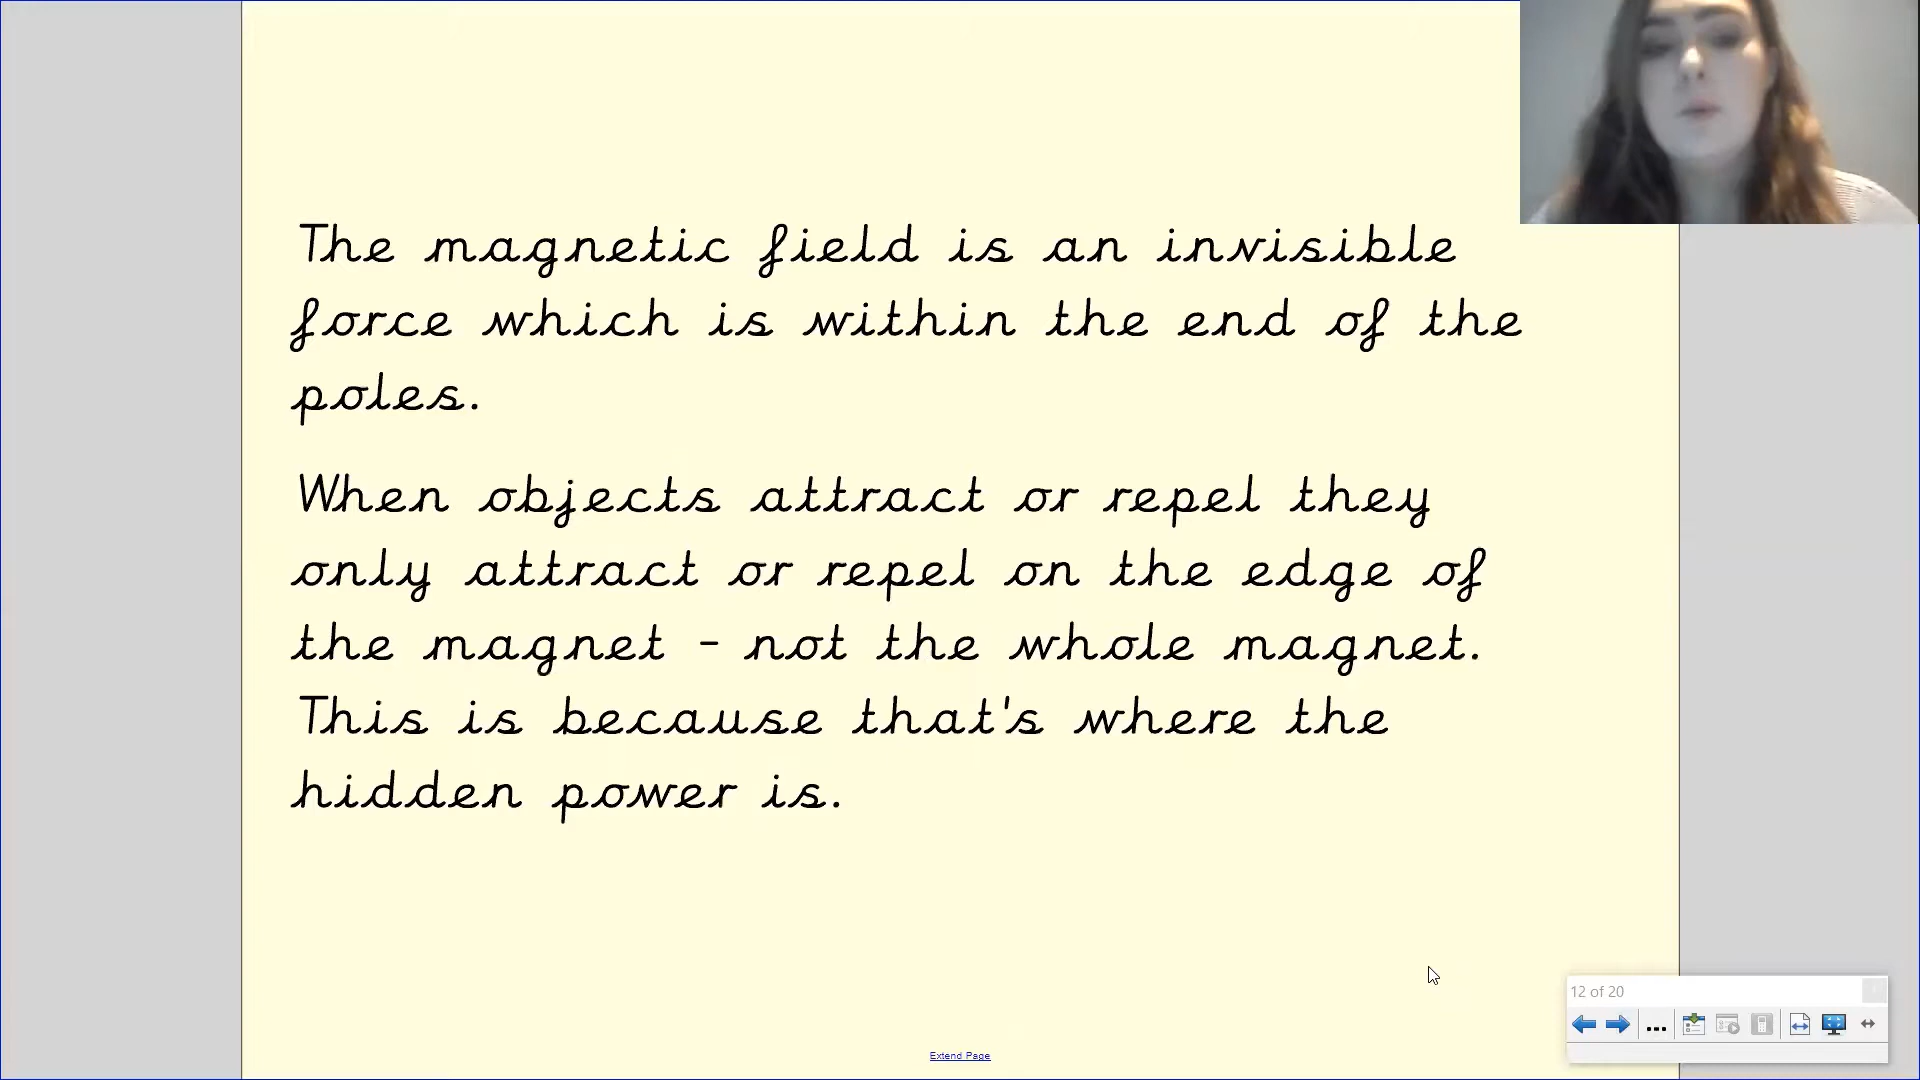 The magnetic field is an invisible
force which is within the end of the
poles.
When objects attract or repel they
only attract or repel on the edge of
the magnet - not the whole magnet.
This is because that's where the
hidden power is.
12 of 20
Extend Page